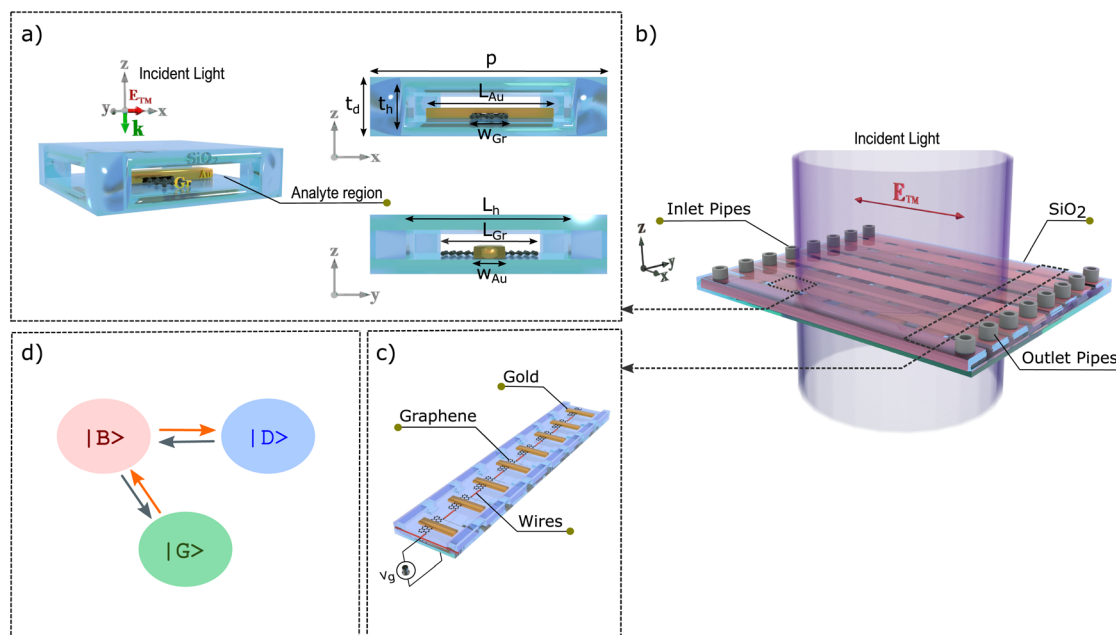 a)
z
Incident Light
y
E_TM
x
k
SiO₂
Au
Gr
Analyte region
p
L_Au
t_d
t_h
w_Gr
z
x
L_h
L_Gr
w_Au
z
y
b)
Incident Light
E_TM
Inlet Pipes
SiO₂
z
y
x
Outlet Pipes
d)
|B>
|D>
|G>
c)
Gold
Graphene
Wires
v_g